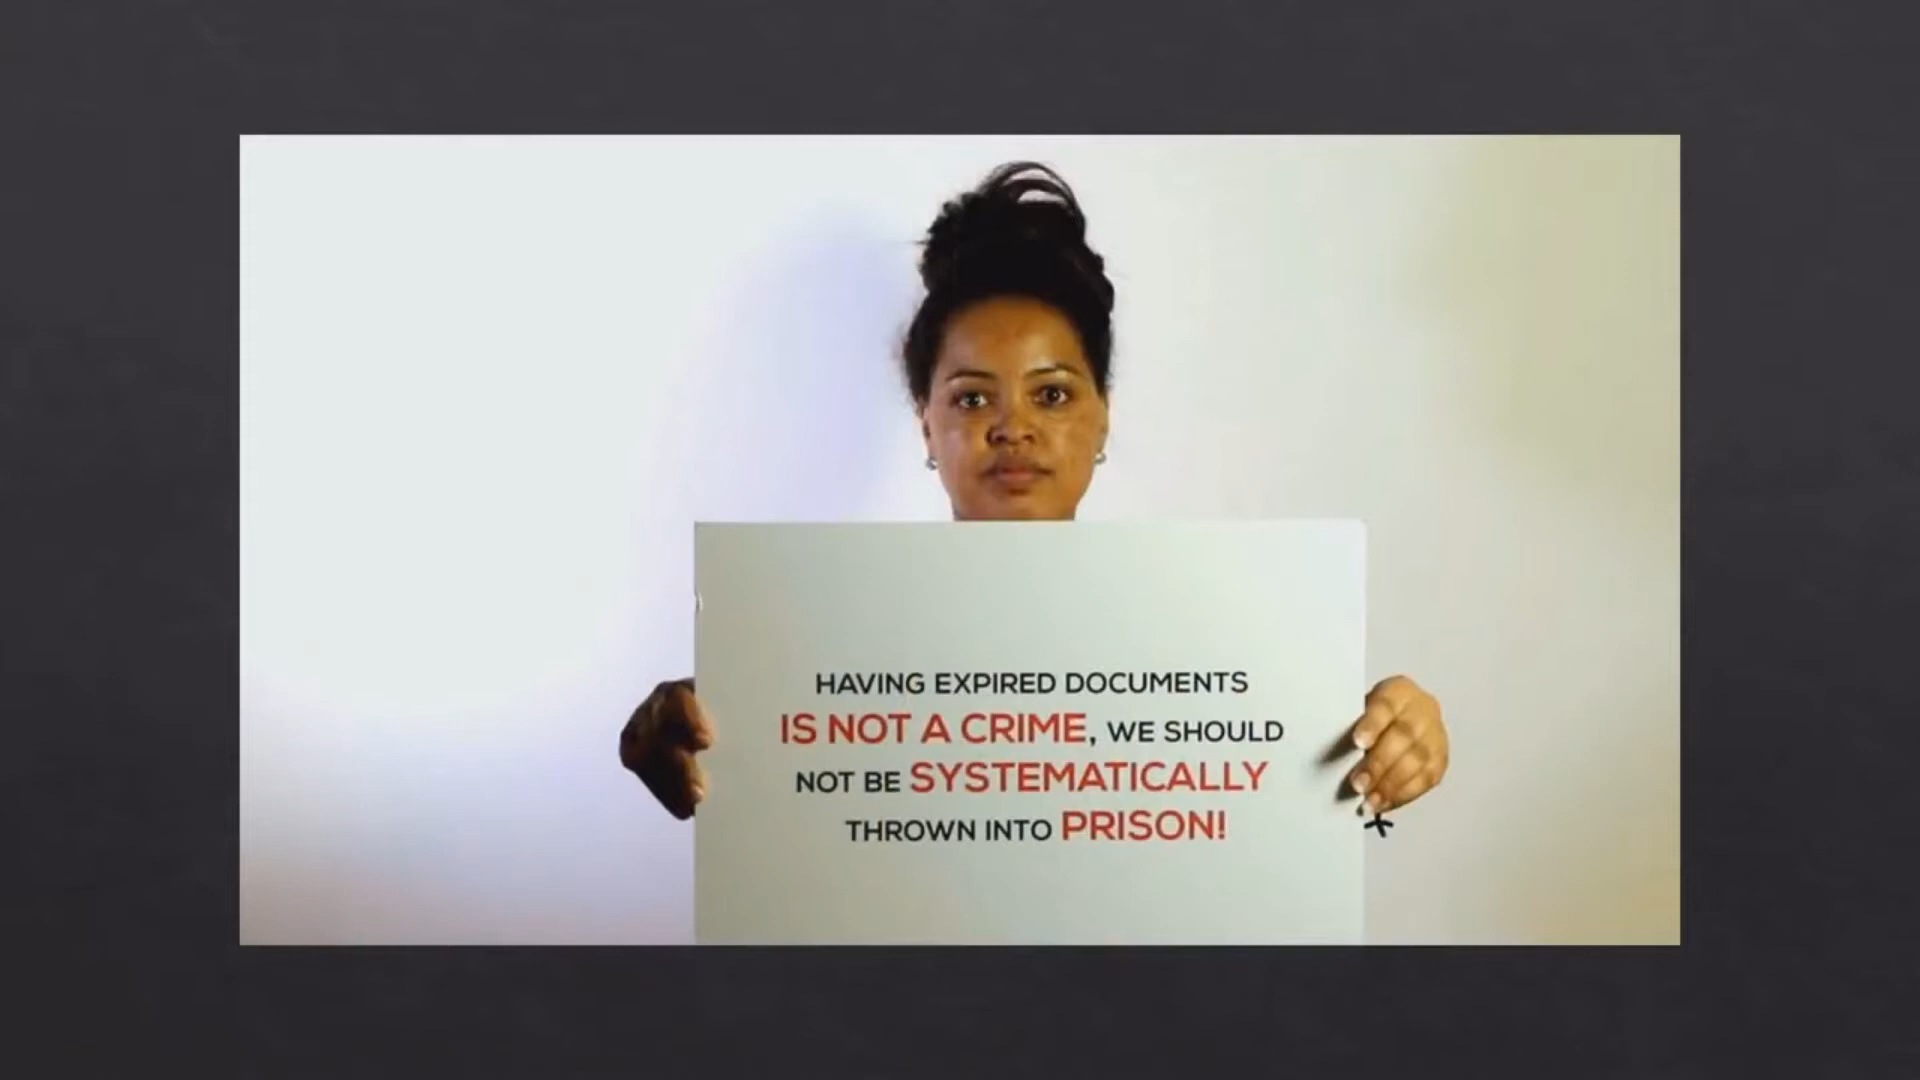 HAVING EXPIRED DOCUMENTS
IS NOT A CRIME, WE SHOULD
NOT BE SYSTEMATICALLY
THROWN INTO PRISON!